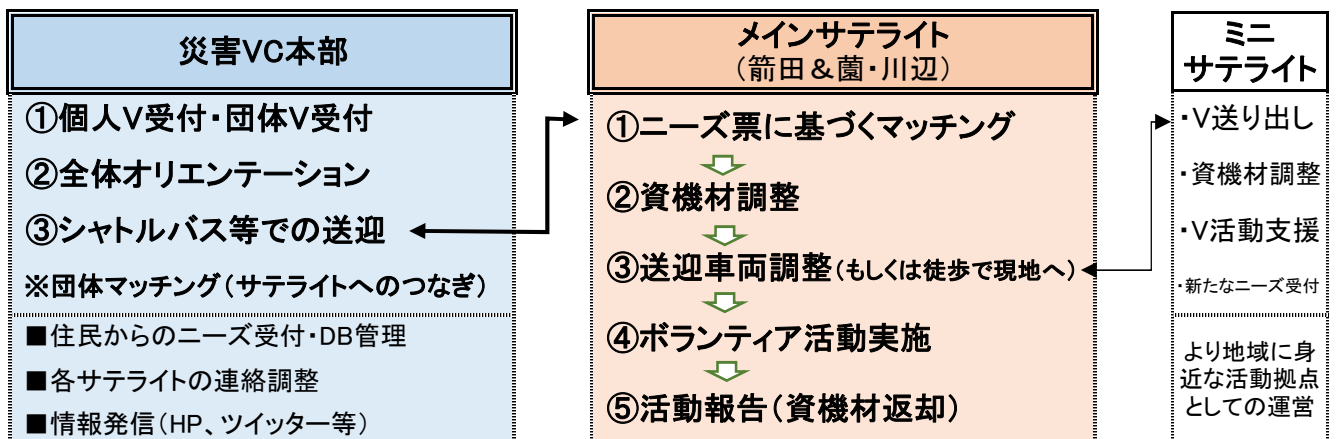 災害VC本部
①個人V受付・団体V受付
②全体オリエンテーション
③シャトルバス等での送迎
※団体マッチング（サテライトへのつなぎ）
■住民からのニーズ受付・DB管理
■各サテライトの連絡調整
■情報発信（HP、ツイッター等）
メインサテライト
（箭田＆薗・川辺）
①ニーズ票に基づくマッチング
②資機材調整
③送迎車両調整（もしくは徒歩で現地へ）
④ボランティア活動実施
⑤活動報告（資機材返却）
ミニ
サテライト
・V送り出し
・資機材調整
・V活動支援
・新たなニーズ受付
より地域に身
近な活動拠点
としての運営